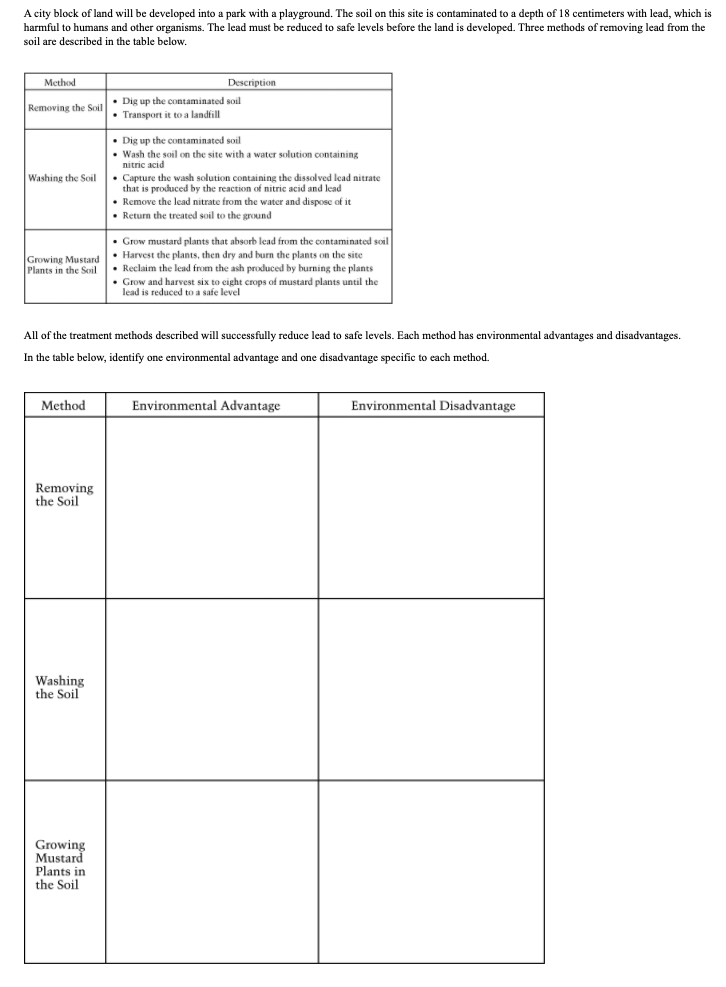 A city block of land will be developed into a park with a playground. The soil on this site is contaminated to a depth of 18 centimeters with lead, which is
harmful to humans and other organisms. The lead must be reduced to safe levels before the land is developed. Three methods of removing lead from the
soil are described in the table below.
Method
Description
Removing the Soil
• Dig up the contaminated soil
• Transport it to a landfill
Washing the Soil
• Dig up the contaminated soil
• Wash the soil on the site with a water solution containing
nitric acid
• Capture the wash solution containing the dissolved lead nitrate
that is produced by the reaction of nitric acid and lead
• Remove the lead nitrate from the water and dispose of it
• Return the treated soil to the ground
Growing Mustard
Plants in the Soil
• Grow mustard plants that absorb lead from the contaminated soil
• Harvest the plants, then dry and burn the plants on the site
• Reclaim the lead from the ash produced by burning the plants
• Grow and harvest six to eight crops of mustard plants until the
lead is reduced to a safe level
All of the treatment methods described will successfully reduce lead to safe levels. Each method has environmental advantages and disadvantages.
In the table below, identify one environmental advantage and one disadvantage specific to each method.
Method
Environmental Advantage
Environmental Disadvantage
Removing
the Soil
Washing
the Soil
Growing
Mustard
Plants in
the Soil